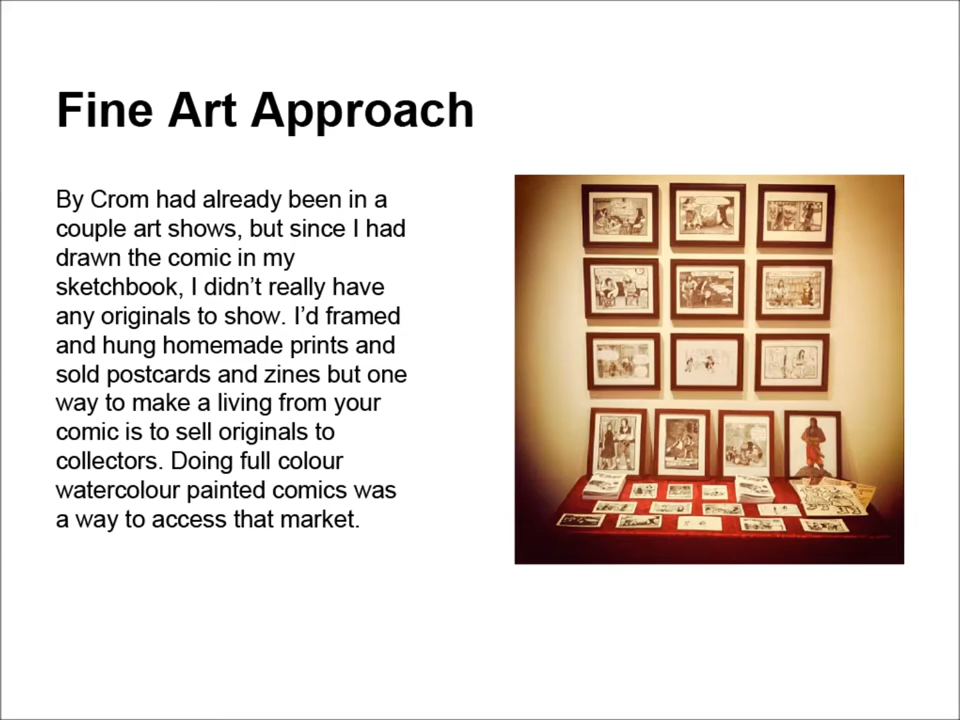 Fine Art Approach
By Crom had already been in a
couple art shows, but since I had
drawn the comic in my
sketchbook, I didn’t really have
any originals to show. I’d framed
and hung homemade prints and
sold postcards and zines but one
way to make a living from your
comic is to sell originals to
collectors. Doing full colour
watercolour painted comics was
a way to access that market.